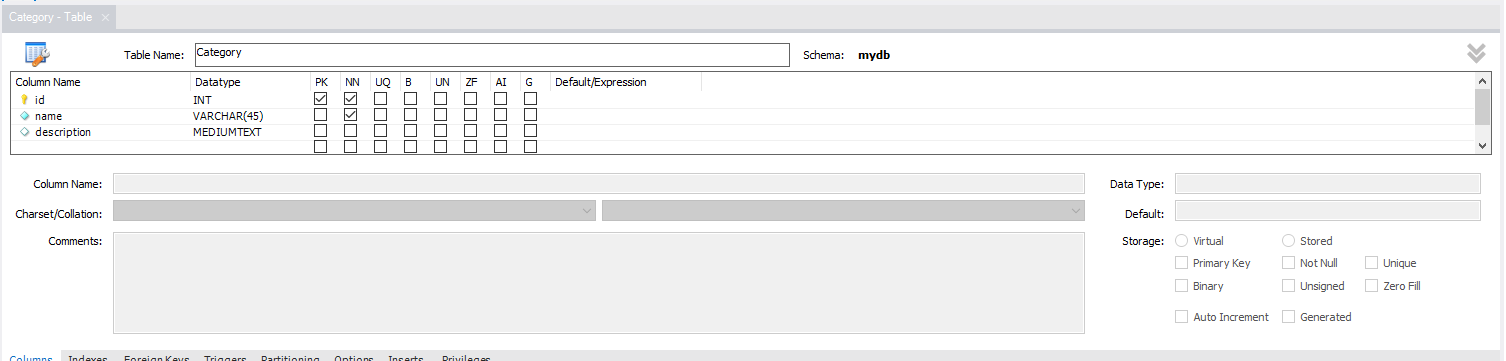 Category - Table ×
Table Name: Category Schema: mydb
Column Name Datatype PK NN UQ B UN ZF AI G Default/Expression
id INT
name VARCHAR(45)
description MEDIUMTEXT
Column Name: Data Type:
Charset/Collation: Default:
Comments: Storage: Virtual Stored
Primary Key Not Null Unique
Binary Unsigned Zero Fill
Auto Increment Generated
Columns Indexes Foreign Keys Triggers Partitioning Options Inserts Privileges